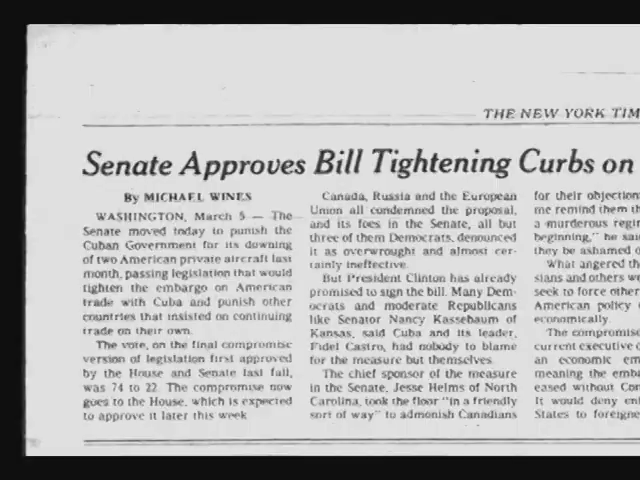 THE NEW YORK TIM
Senate Approves Bill Tightening Curbs on
By MICHAEL WINES
WASHINGTON, March 5 — The
Senate moved today to punish the
Cuban Government for its downing
of two American private aircraft last
month, passing legislation that would
tighten the embargo on American
trade with Cuba and punish other
countries that insisted on continuing
trade on their own.
The vote, on the final compromise
version of legislation first approved
by the House and Senate last fall,
was 74 to 22. The compromise now
goes to the House, which is expected
to approve it later this week.
Canada, Russia and the European
Union all condemned the proposal,
and its foes in the Senate, all but
three of them Democrats, denounced
it as overwrought and almost cer-
tainly ineffective.
But President Clinton has already
promised to sign the bill. Many Dem-
ocrats and moderate Republicans
like Senator Nancy Kassebaum of
Kansas, said Cuba and its leader,
Fidel Castro, had nobody to blame
for the measure but themselves.
The chief sponsor of the measure
in the Senate, Jesse Helms of North
Carolina, took the floor "in a friendly
sort of way" to admonish Canadians
for their objection
me remind them th
a murderous regi
beginning," he sai
they be ashamed o
What angered th
sians and others w
seek to force other
American policy
economically.
The compromise
current executive o
an economic em
meaning the emba
eased without Con
It would deny en
States to foreigne